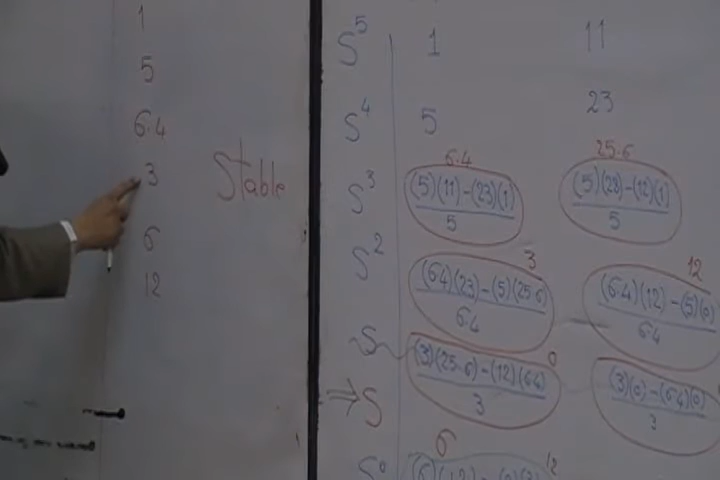 1
5
6.4
3
6
12
Stable
S⁵ 1 11
S⁴ 5 23
6.4 25.6
S³ (5)(11)-(23)(1) / 5 (5)(28)-(12)(1) / 5
3 12
S² (6.4)(23)-(5)(25.6) / 6.4 (6.4)(12)-(5)(0) / 6.4
0
S (3)(25.6)-(12)(6.4) / 3 (3)(0)-(6.4)(0) / 3
⇒ S
6 12
S⁰ (6)(12)-